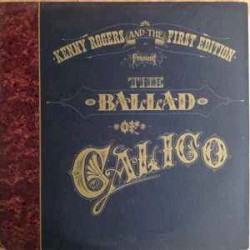 KENNY ROGERS AND THE FIRST EDITION
Present
THE
BALLAD
OF
CALICO